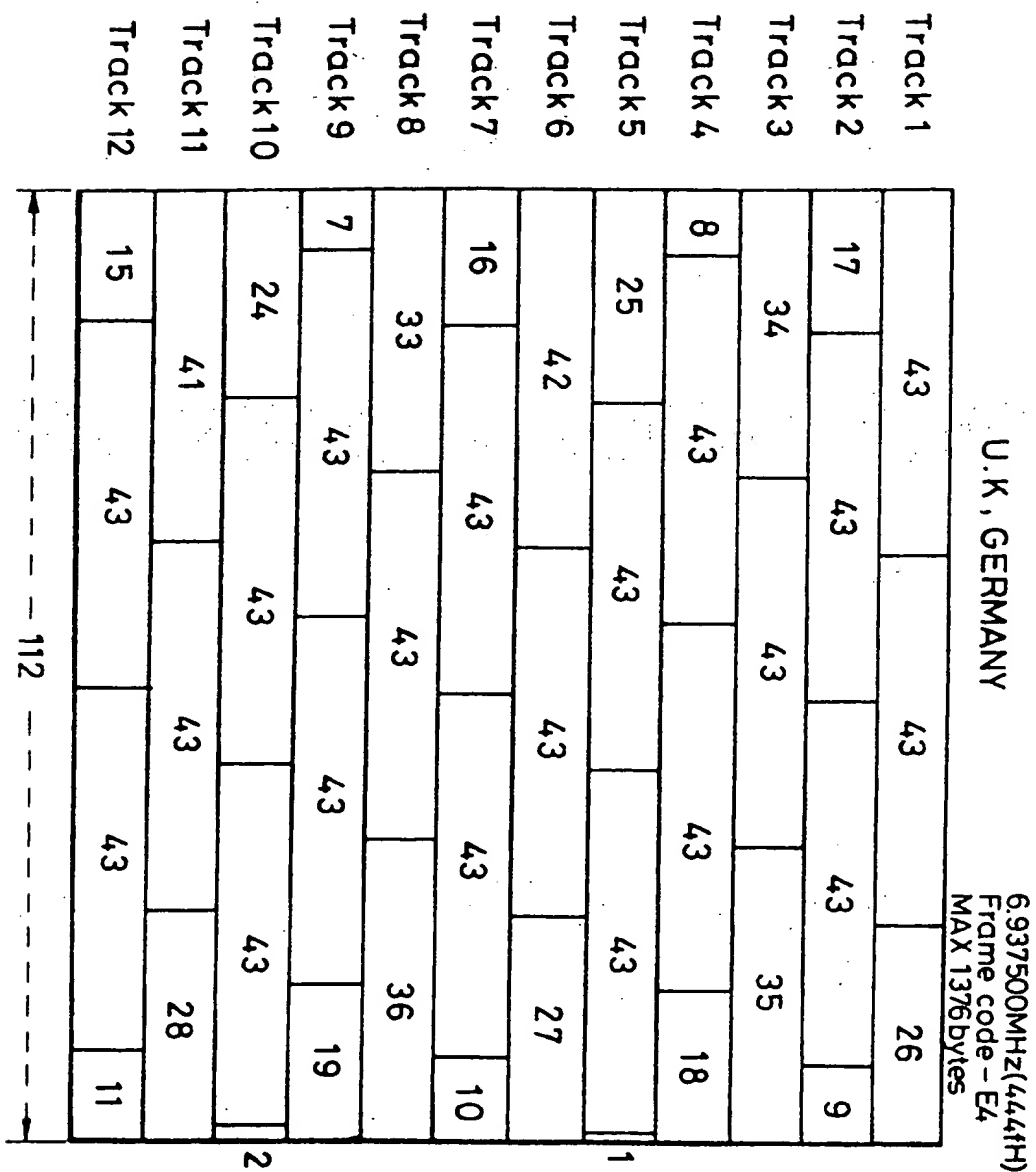 U.K, GERMANY
6.937500MHz(444fH)
Frame code-E4
MAX 1376bytes
Track 1 43 43 26
Track 2 17 43 43 9
Track 3 34 43 35
Track 4 8 43 43 18
Track 5 25 43 43 1
Track 6 42 43 27
Track 7 16 43 43 10
Track 8 33 43 36
Track 9 7 43 43 19
Track 10 24 43 43 2
Track 11 41 43 28
Track 12 15 43 43 11
112